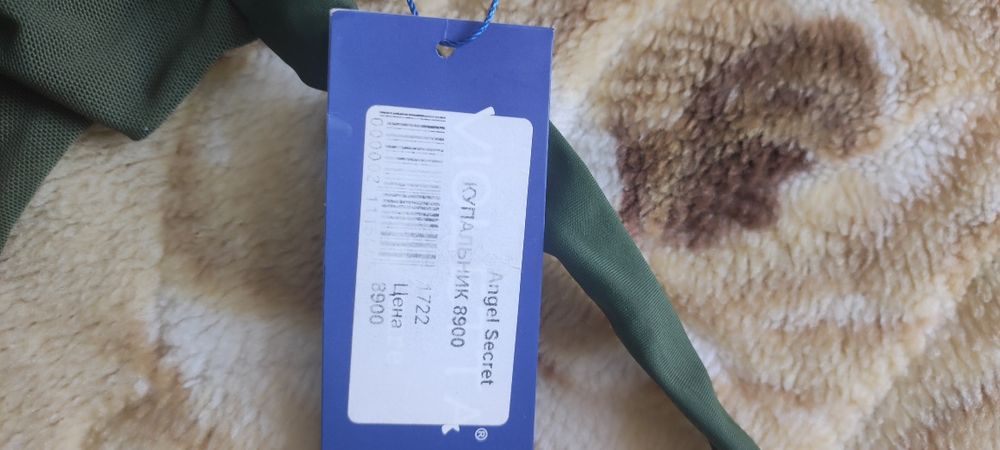 Angel Secret
КУПАЛЬНИК 8900
1722
Цена
8900
®